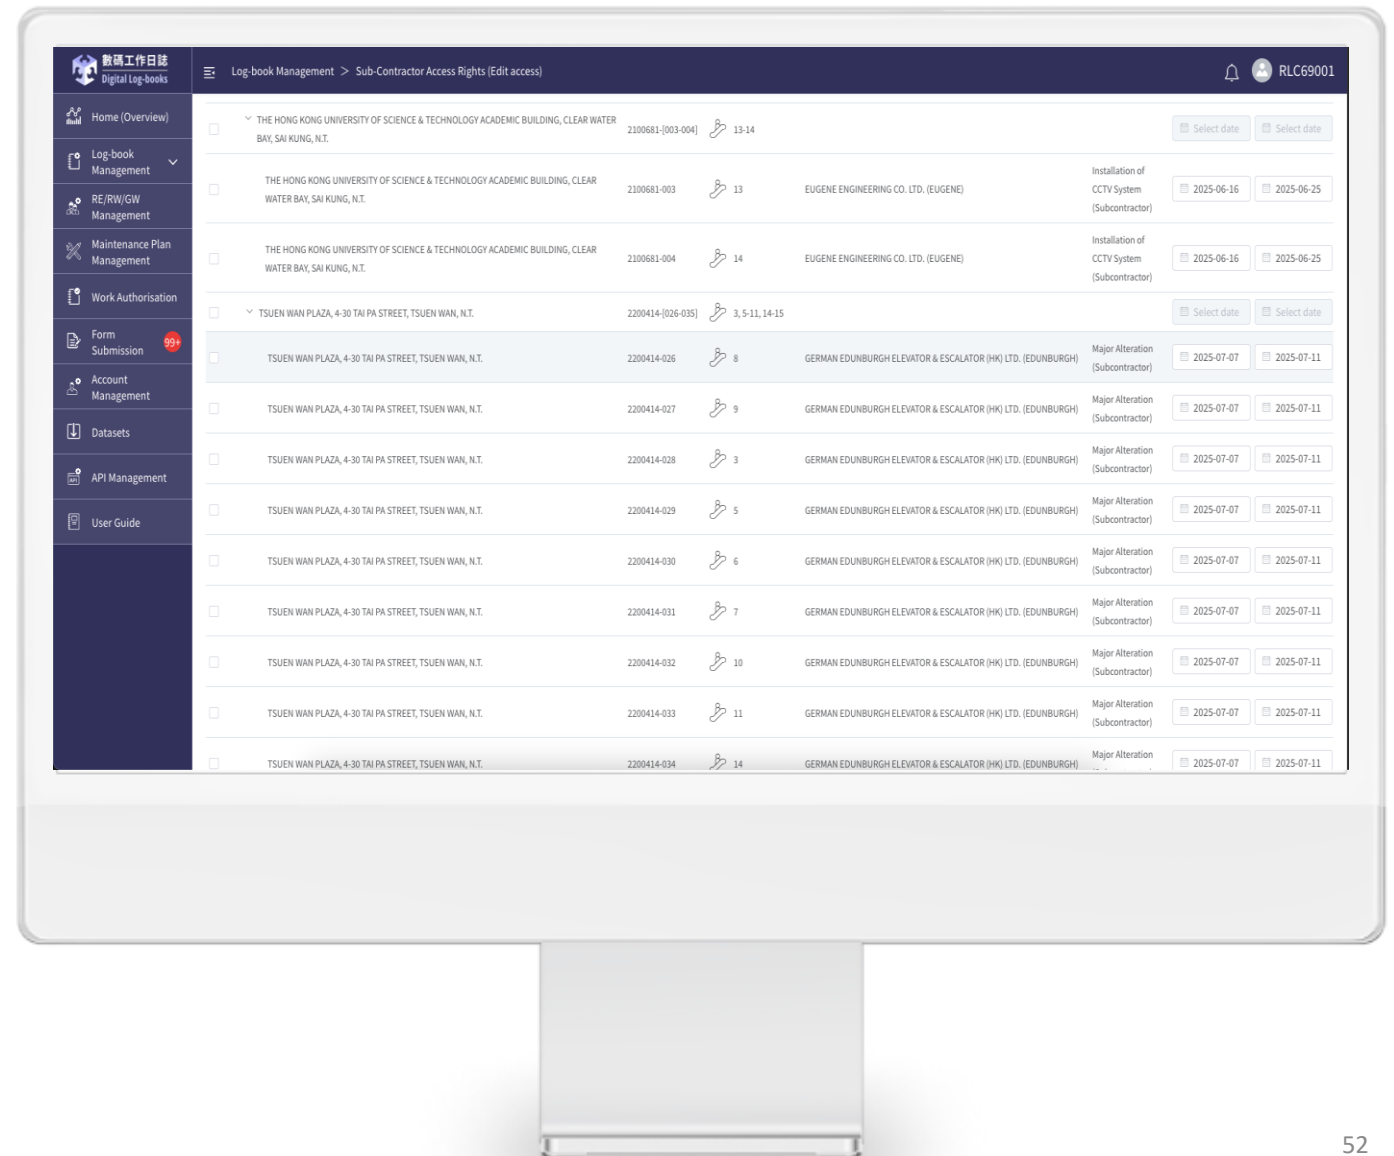 數碼工作日誌
Digital Log-books
Log-book Management > Sub-Contractor Access Rights (Edit access)
RLC69001
Home (Overview)
Log-book
Management
RE/RW/GW
Management
Maintenance Plan
Management
Work Authorisation
Form
Submission
99+
Account
Management
Datasets
API Management
User Guide
THE HONG KONG UNIVERSITY OF SCIENCE & TECHNOLOGY ACADEMIC BUILDING, CLEAR WATER
BAY, SAI KUNG, N.T.
2100681-[003-004] 13-14 Select date Select date
THE HONG KONG UNIVERSITY OF SCIENCE & TECHNOLOGY ACADEMIC BUILDING, CLEAR
WATER BAY, SAI KUNG, N.T.
2100681-003 13 EUGENE ENGINEERING CO. LTD. (EUGENE)
Installation of
CCTV System
(Subcontractor)
2025-06-16 2025-06-25
THE HONG KONG UNIVERSITY OF SCIENCE & TECHNOLOGY ACADEMIC BUILDING, CLEAR
WATER BAY, SAI KUNG, N.T.
2100681-004 14 EUGENE ENGINEERING CO. LTD. (EUGENE)
Installation of
CCTV System
(Subcontractor)
2025-06-16 2025-06-25
TSUEN WAN PLAZA, 4-30 TAI PA STREET, TSUEN WAN, N.T. 2200414-[026-035] 3, 5-11, 14-15 Select date Select date
TSUEN WAN PLAZA, 4-30 TAI PA STREET, TSUEN WAN, N.T. 2200414-026 8 GERMAN EDUNBURGH ELEVATOR & ESCALATOR (HK) LTD. (EDUNBURGH)
Major Alteration
(Subcontractor)
2025-07-07 2025-07-11
TSUEN WAN PLAZA, 4-30 TAI PA STREET, TSUEN WAN, N.T. 2200414-027 9 GERMAN EDUNBURGH ELEVATOR & ESCALATOR (HK) LTD. (EDUNBURGH)
Major Alteration
(Subcontractor)
2025-07-07 2025-07-11
TSUEN WAN PLAZA, 4-30 TAI PA STREET, TSUEN WAN, N.T. 2200414-028 3 GERMAN EDUNBURGH ELEVATOR & ESCALATOR (HK) LTD. (EDUNBURGH)
Major Alteration
(Subcontractor)
2025-07-07 2025-07-11
TSUEN WAN PLAZA, 4-30 TAI PA STREET, TSUEN WAN, N.T. 2200414-029 5 GERMAN EDUNBURGH ELEVATOR & ESCALATOR (HK) LTD. (EDUNBURGH)
Major Alteration
(Subcontractor)
2025-07-07 2025-07-11
TSUEN WAN PLAZA, 4-30 TAI PA STREET, TSUEN WAN, N.T. 2200414-030 6 GERMAN EDUNBURGH ELEVATOR & ESCALATOR (HK) LTD. (EDUNBURGH)
Major Alteration
(Subcontractor)
2025-07-07 2025-07-11
TSUEN WAN PLAZA, 4-30 TAI PA STREET, TSUEN WAN, N.T. 2200414-031 7 GERMAN EDUNBURGH ELEVATOR & ESCALATOR (HK) LTD. (EDUNBURGH)
Major Alteration
(Subcontractor)
2025-07-07 2025-07-11
TSUEN WAN PLAZA, 4-30 TAI PA STREET, TSUEN WAN, N.T. 2200414-032 10 GERMAN EDUNBURGH ELEVATOR & ESCALATOR (HK) LTD. (EDUNBURGH)
Major Alteration
(Subcontractor)
2025-07-07 2025-07-11
TSUEN WAN PLAZA, 4-30 TAI PA STREET, TSUEN WAN, N.T. 2200414-033 11 GERMAN EDUNBURGH ELEVATOR & ESCALATOR (HK) LTD. (EDUNBURGH)
Major Alteration
(Subcontractor)
2025-07-07 2025-07-11
TSUEN WAN PLAZA, 4-30 TAI PA STREET, TSUEN WAN, N.T. 2200414-034 14 GERMAN EDUNBURGH ELEVATOR & ESCALATOR (HK) LTD. (EDUNBURGH)
Major Alteration
2025-07-07 2025-07-11
52